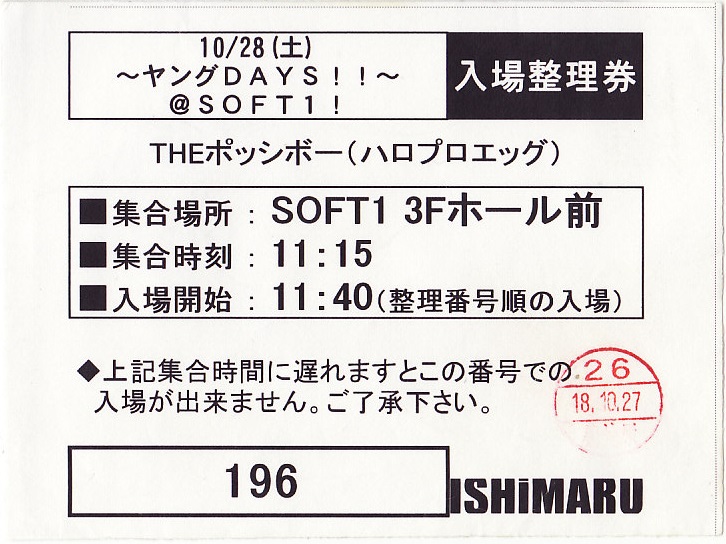 10/28(土)
～ヤングＤＡＹＳ！！～
＠ＳＯＦＴ１！
入場整理券
THEポッシボー(ハロプロエッグ)
■集合場所：SOFT1 3Fホール前
■集合時刻：11:15
■入場開始：11:40(整理番号順の入場)
◆上記集合時間に遅れますとこの番号での
入場が出来ません。ご了承下さい。
26
18.10.27
196
ISHiMARU